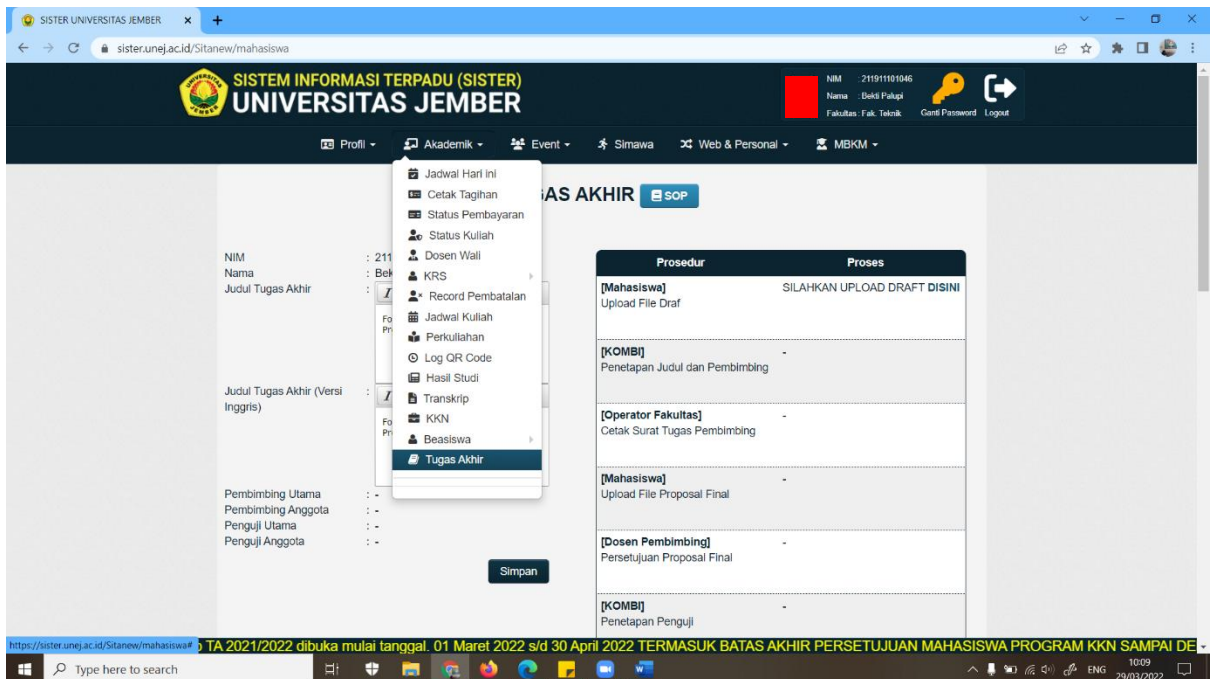 SISTER UNIVERSITAS JEMBER
sister.unej.ac.id/Sitanew/mahasiswa
SISTEM INFORMASI TERPADU (SISTER)
UNIVERSITAS JEMBER
NIM : 211911101046
Nama : Bekti Palupi
Fakultas : Fak. Teknik
Ganti Password
Logout
Profil
Akademik
Event
Simawa
Web & Personal
MBKM
Jadwal Hari ini
Cetak Tagihan
Status Pembayaran
Status Kuliah
Dosen Wali
KRS
Record Pembatalan
Jadwal Kuliah
Perkuliahan
Log QR Code
Hasil Studi
Transkrip
KKN
Beasiswa
Tugas Akhir
AS AKHIR SOP
NIM : 211
Nama : Bek
Judul Tugas Akhir : I
Fo
Pr
Judul Tugas Akhir (Versi : I
Inggris)
Fo
Pr
Pembimbing Utama : -
Pembimbing Anggota : -
Penguji Utama : -
Penguji Anggota : -
Simpan
Prosedur Proses
[Mahasiswa] SILAHKAN UPLOAD DRAFT DISINI
Upload File Draf
[KOMBI] -
Penetapan Judul dan Pembimbing
[Operator Fakultas] -
Cetak Surat Tugas Pembimbing
[Mahasiswa] -
Upload File Proposal Final
[Dosen Pembimbing] -
Persetujuan Proposal Final
[KOMBI] -
Penetapan Penguji
https://sister.unej.ac.id/Sitanew/mahasiswa#
TA 2021/2022 dibuka mulai tanggal. 01 Maret 2022 s/d 30 April 2022 TERMASUK BATAS AKHIR PERSETUJUAN MAHASISWA PROGRAM KKN SAMPAI DE
Type here to search
ENG
10:09
29/03/2022